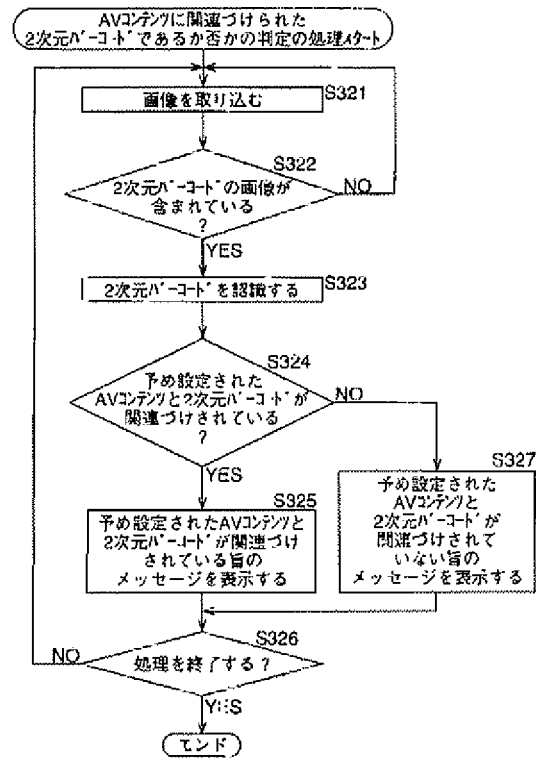 AVコンテンツに関連づけられた
2次元バーコードであるか否かの判定の処理スタート
画像を取り込む
S321
S322
2次元バーコードの画像が
含まれている
?
NO
YES
2次元バーコードを認識する
S323
S324
予め設定された
AVコンテンツと2次元バーコードが
関連づけされている
?
NO
YES
S325
予め設定されたAVコンテンツと
2次元バーコードが関連づけ
されている旨の
メッセージを表示する
S327
予め設定された
AVコンテンツと
2次元バーコードが
関連づけされて
いない旨の
メッセージを表示する
S326
処理を終了する?
NO
YES
エンド